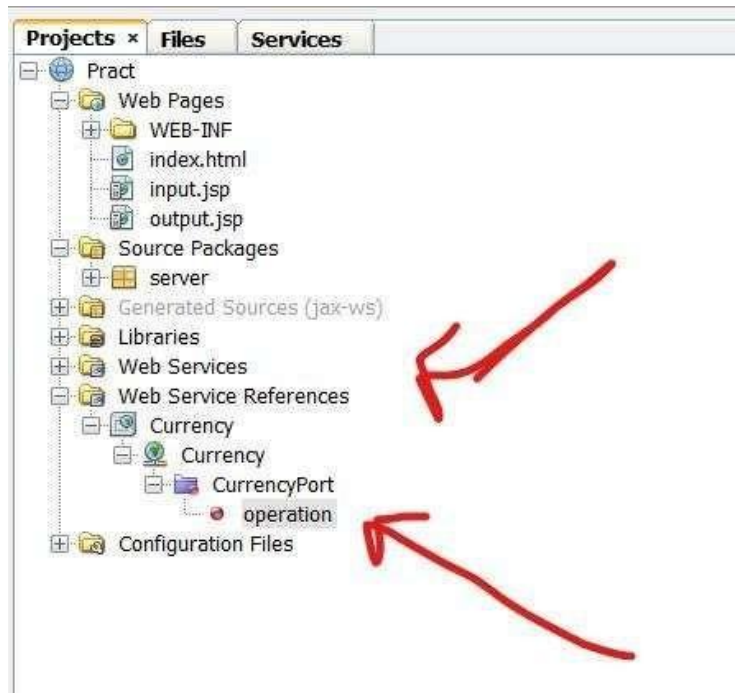 Projects × Files Services
Pract
Web Pages
WEB-INF
index.html
input.jsp
output.jsp
Source Packages
server
Generated Sources (jax-ws)
Libraries
Web Services
Web Service References
Currency
Currency
CurrencyPort
operation
Configuration Files